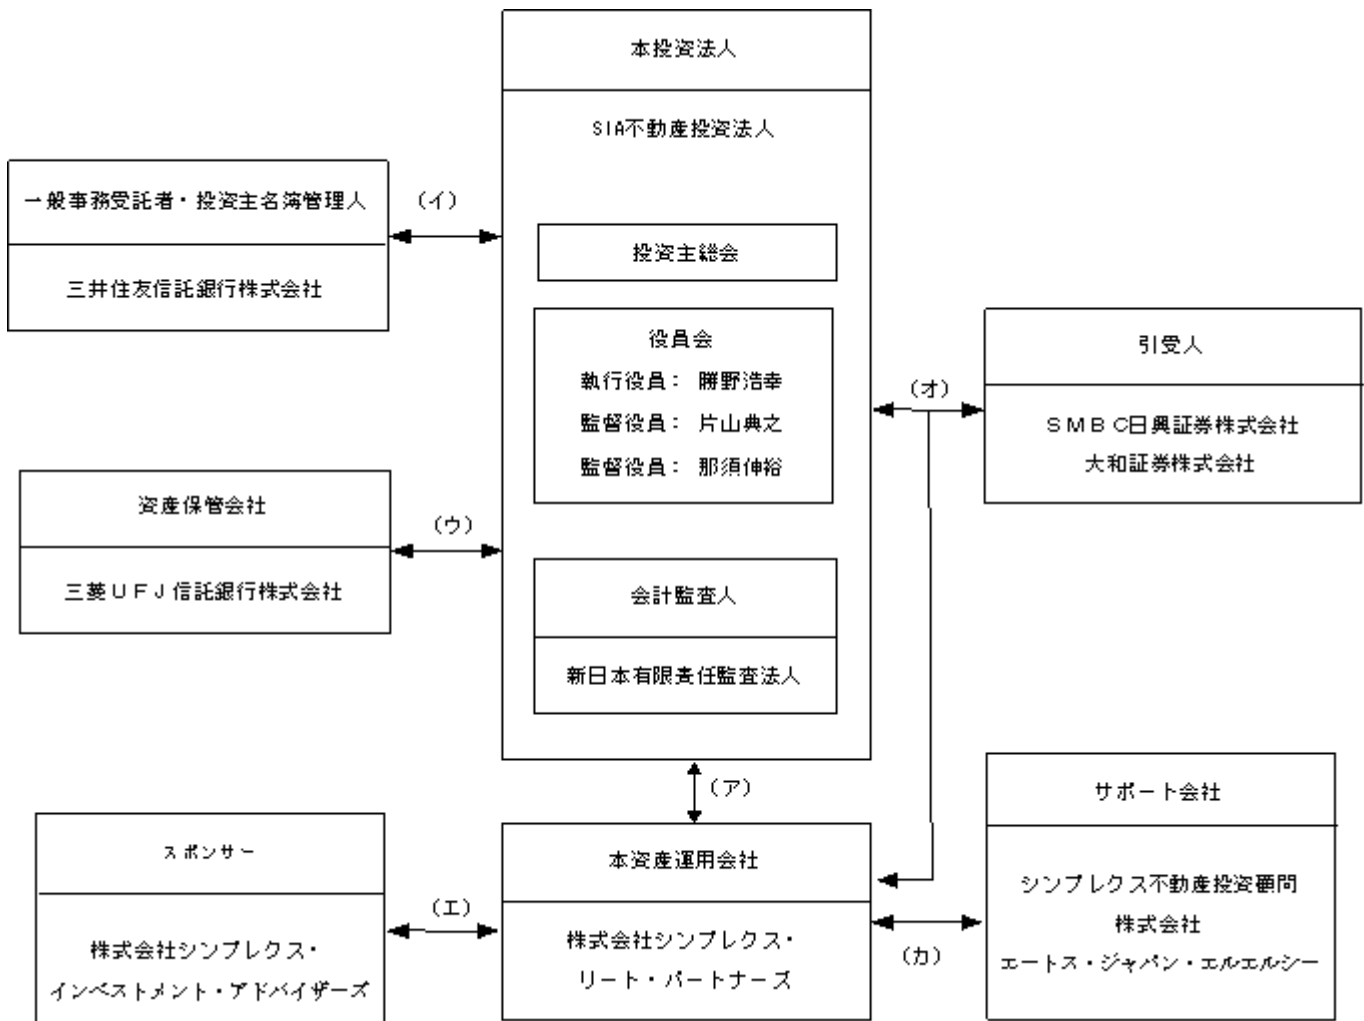 本投資法人
SIA不動産投資法人
投資主総会
役員会
執行役員： 勝野浩幸
監督役員： 片山典之
監督役員： 那須伸裕
会計監査人
新日本有限責任監査法人
一般事務受託者・投資主名簿管理人
三井住友信託銀行株式会社
（イ）
資産保管会社
三菱ＵＦＪ信託銀行株式会社
（ウ）
引受人
ＳＭＢＣ日興証券株式会社
大和証券株式会社
（オ）
（ア）
スポンサー
株式会社シンプレクス・
インベストメント・アドバイザーズ
（エ）
本資産運用会社
株式会社シンプレクス・
リート・パートナーズ
（カ）
サポート会社
シンプレクス不動産投資顧問
株式会社
エートス・ジャパン・エルエルシー